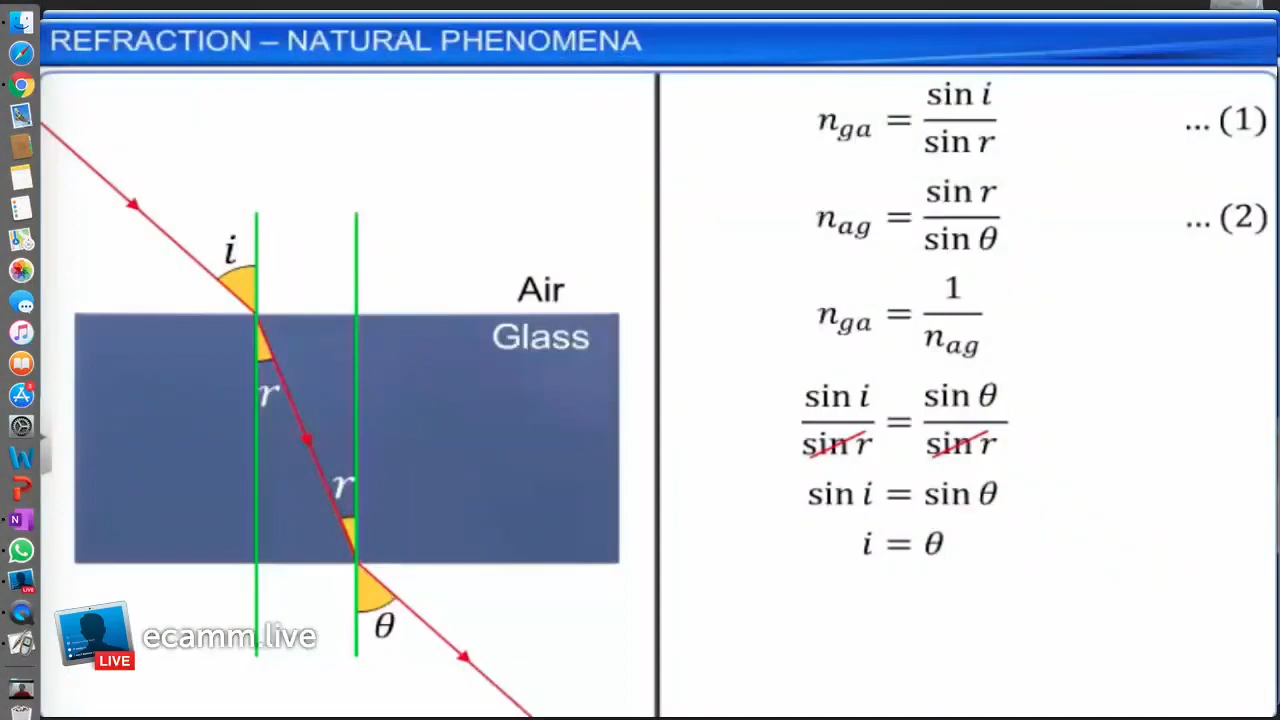 REFRACTION – NATURAL PHENOMENA
i
Air
Glass
r
r
θ
n_ga = sin i / sin r ... (1)
n_ag = sin r / sin θ ... (2)
n_ga = 1 / n_ag
sin i / sin r = sin θ / sin r
sin i = sin θ
i = θ
ecamm.live
LIVE